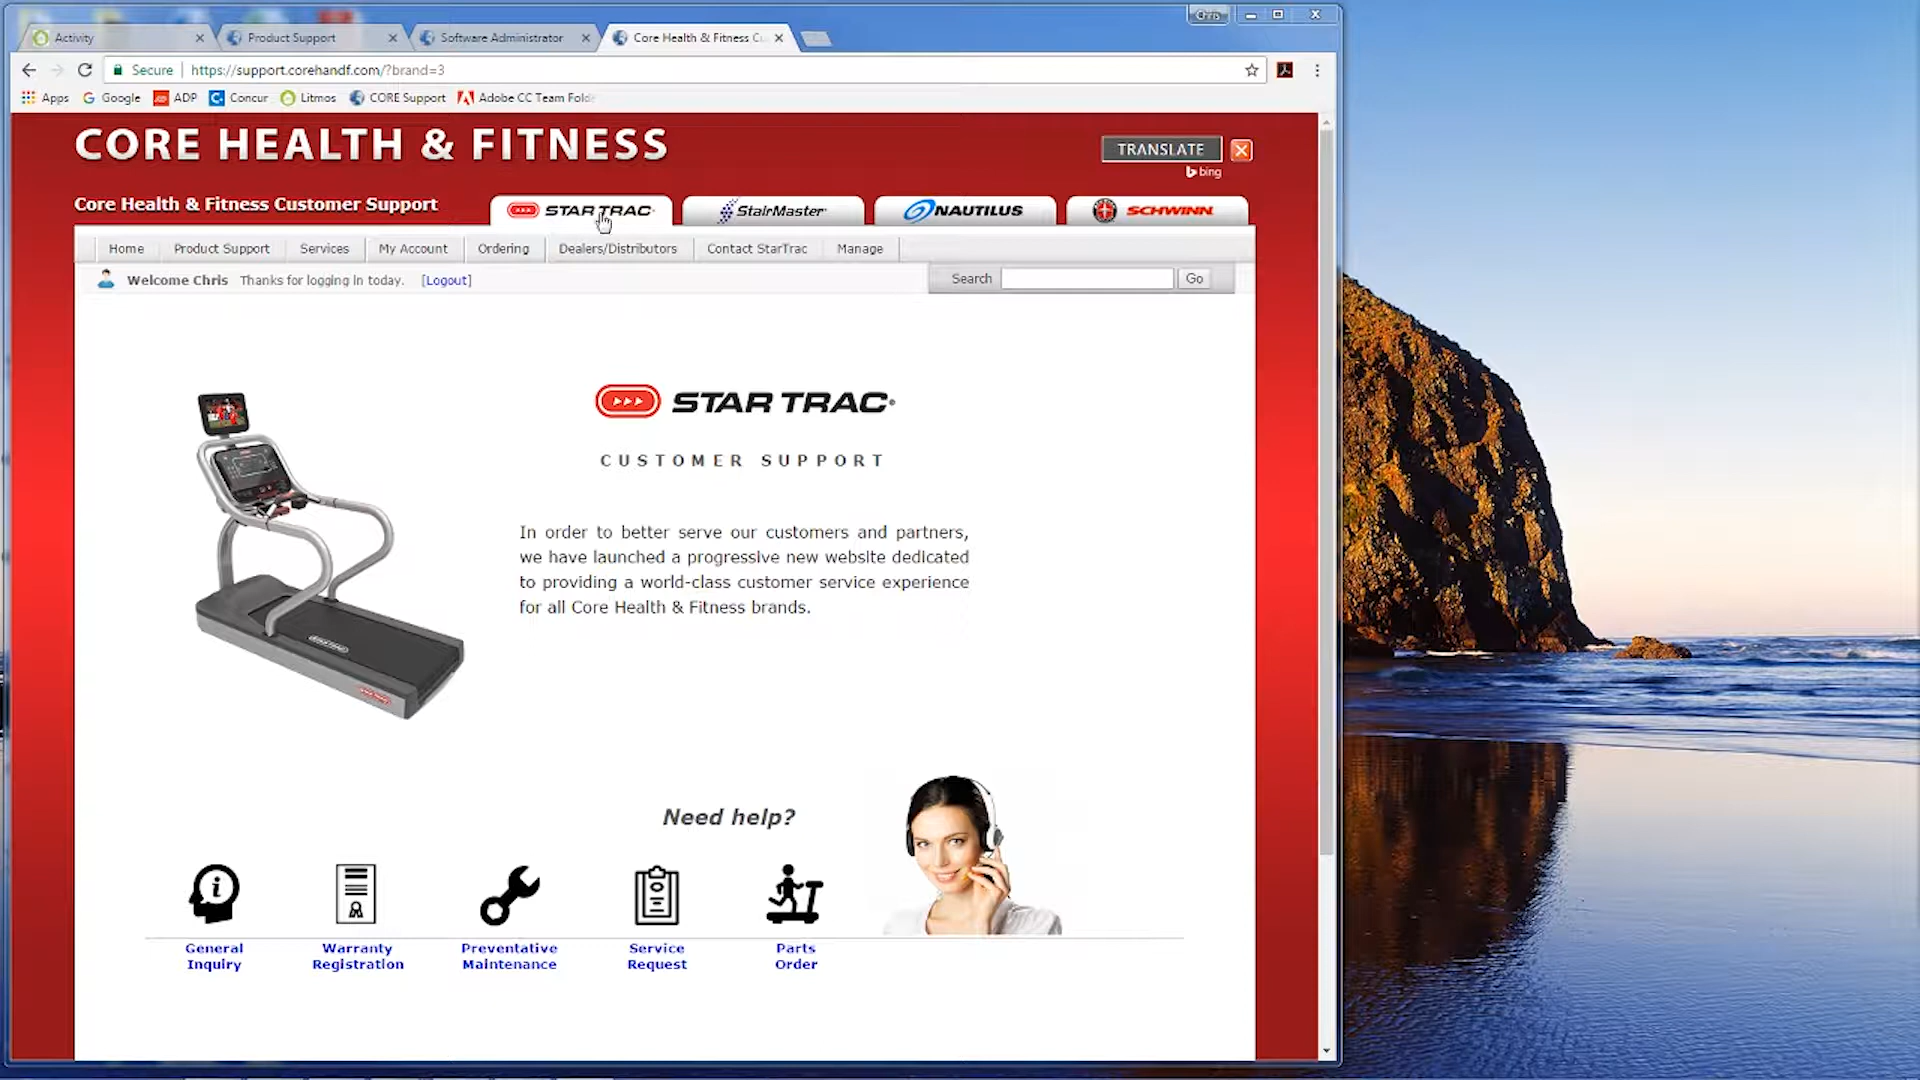 Chris
Activity
Product Support
Software Administrator
Core Health & Fitness Cu
Secure
https://support.corehandf.com/?brand=3
Apps
Google
ADP
Concur
Litmos
CORE Support
Adobe CC Team Folde
CORE HEALTH & FITNESS
TRANSLATE
bing
Core Health & Fitness Customer Support
STAR TRAC
StairMaster
NAUTILUS
SCHWINN
Home
Product Support
Services
My Account
Ordering
Dealers/Distributors
Contact StarTrac
Manage
Welcome Chris Thanks for logging in today. [Logout]
Search
Go
STAR TRAC®
CUSTOMER SUPPORT
In order to better serve our customers and partners,
we have launched a progressive new website dedicated
to providing a world-class customer service experience
for all Core Health & Fitness brands.
Need help?
General
Inquiry
Warranty
Registration
Preventative
Maintenance
Service
Request
Parts
Order